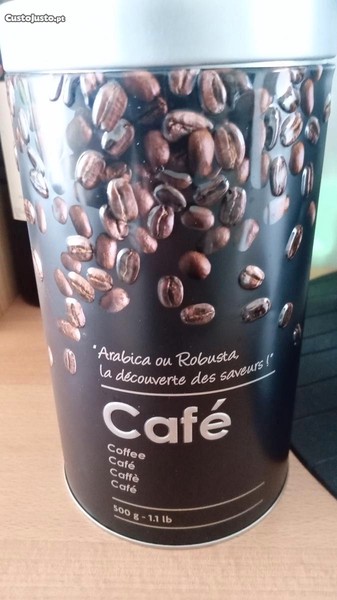 CustoJusto.pt
"Arabica ou Robusta,
la découverte des saveurs !"
Café
Coffee
Café
Caffè
Café
500 g - 1.1 lb